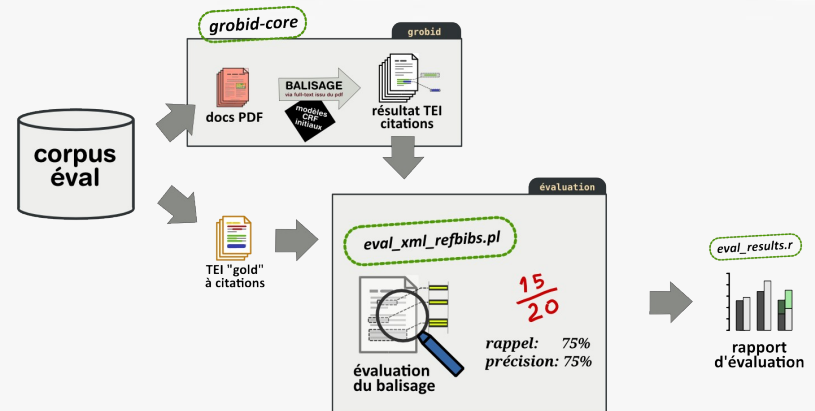 grobid-core
grobid
BALISAGE
via full-text issu du pdf
modèles
CRF
initiaux
docs PDF
résultat TEI
citations
corpus
éval
TEI "gold"
à citations
évaluation
eval_xml_refbibs.pl
15
20
rappel: 75%
précision: 75%
évaluation
du balisage
eval_results.r
rapport
d'évaluation